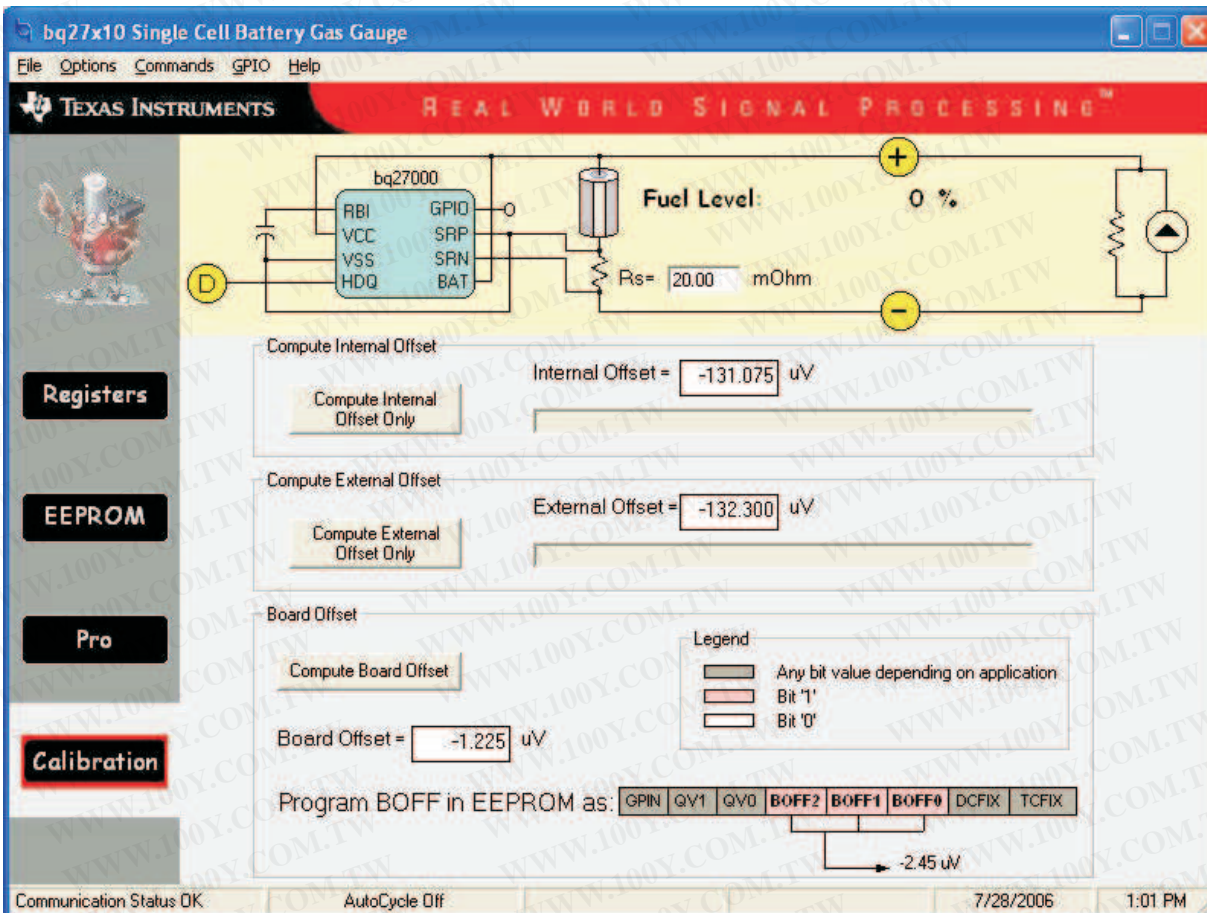 bq27x10 Single Cell Battery Gas Gauge
File Options Commands GPIO Help
TEXAS INSTRUMENTS
REAL WORLD SIGNAL PROCESSING™
bq27000
RBI GPIO
VCC SRP
VSS SRN
HDQ BAT
D
Fuel Level: 0 %
Rs= 20.00 mOhm
+
-
Compute Internal Offset
Compute Internal Offset Only
Internal Offset = -131.075 uV
Compute External Offset
Compute External Offset Only
External Offset = -132.300 uV
Board Offset
Compute Board Offset
Board Offset = -1.225 uV
Legend
Any bit value depending on application
Bit '1'
Bit '0'
Program BOFF in EEPROM as: GPIN QV1 QV0 BOFF2 BOFF1 BOFF0 DCFIX TCFIX
-2.45 uV
Registers
EEPROM
Pro
Calibration
Communication Status OK AutoCycle Off 7/28/2006 1:01 PM
WWW.100Y.COM.TW